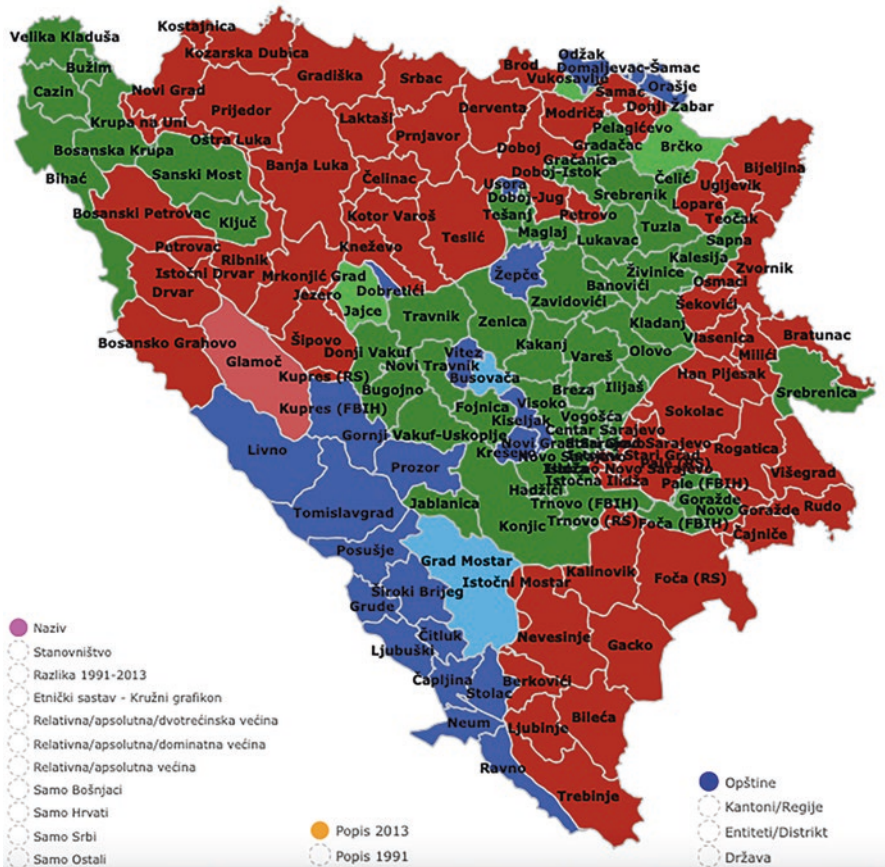 Kostajnica
Velika Kladuša
Kozarska Dubica
Bužim
Cazin
Novi Grad
Gradiška
Srbac
Brod
Odžak
Domaljevac-Šamac
Vukosavlje
Orašje
Šamac
Donji Žabar
Krupa na Uni
Prijedor
Laktaši
Derventa
Modriča
Pelagićevo
Bosanska Krupa
Oštra Luka
Prnjavor
Doboj
Gradačac
Brčko
Bihać
Sanski Most
Banja Luka
Čelinac
Gračanica
Doboj-Istok
Čelić
Ugljevik
Bijeljina
Bosanski Petrovac
Ključ
Kotor Varoš
Teslić
Usora
Doboj-Jug
Tešanj
Petrovo
Srebrenik
Lopare
Teočak
Petrovac
Ribnik
Kneževo
Maglaj
Lukavac
Tuzla
Sapna
Istočni Drvar
Mrkonjić Grad
Žepče
Živinice
Kalesija
Zvornik
Drvar
Jezero
Dobretići
Jajce
Travnik
Zavidovići
Banovići
Osmaci
Šekovići
Bosansko Grahovo
Šipovo
Donji Vakuf
Zenica
Kladanj
Vlasenica
Bratunac
Glamoč
Kupres (RS)
Novi Travnik
Vitez
Busovača
Kakanj
Vareš
Olovo
Milići
Han Pijesak
Srebrenica
Bugojno
Breza
Ilijaš
Kupres (FBIH)
Fojnica
Visoko
Vogošća
Sokolac
Livno
Gornji Vakuf-Uskoplje
Kiseljak
Centar Sarajevo
Rogatica
Prozor
Kreševo
Istočni Stari Grad
Pale (RS)
Višegrad
Istočno Novo Sarajevo
Istočna Ilidža
Pale (FBIH)
Tomislavgrad
Jablanica
Hadžići
Trnovo (FBIH)
Goražde
Novo Goražde
Rudo
Konjic
Trnovo (RS)
Foča (FBIH)
Čajniče
Posušje
Grad Mostar
Istočni Mostar
Kalinovik
Foča (RS)
Široki Brijeg
Grude
Čitluk
Nevesinje
Gacko
Ljubuški
Čapljina
Stolac
Berkovići
Neum
Ljubinje
Bileća
Ravno
Trebinje
Naziv
Stanovništvo
Razlika 1991-2013
Etnički sastav - Kružni grafikon
Relativna/apsolutna/dvotrećinska većina
Relativna/apsolutna/dominatna većina
Relativna/apsolutna većina
Samo Bošnjaci
Samo Hrvati
Samo Srbi
Samo Ostali
Popis 2013
Popis 1991
Opštine
Kantoni/Regije
Entiteti/Distrikt
Država